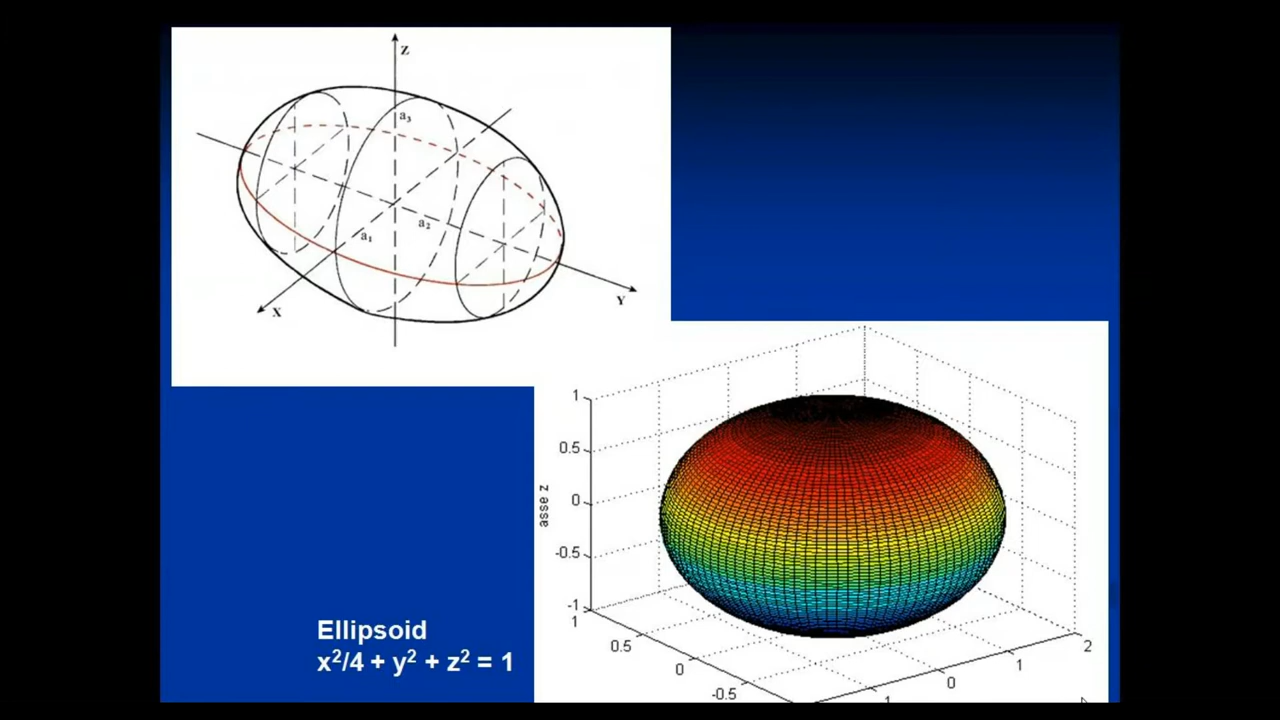 Z
a3
a2
a1
X
Y
1
0.5
0
-0.5
-1
asse z
1
0.5
0
-0.5
2
1
0
1
Ellipsoid
x²/4 + y² + z² = 1